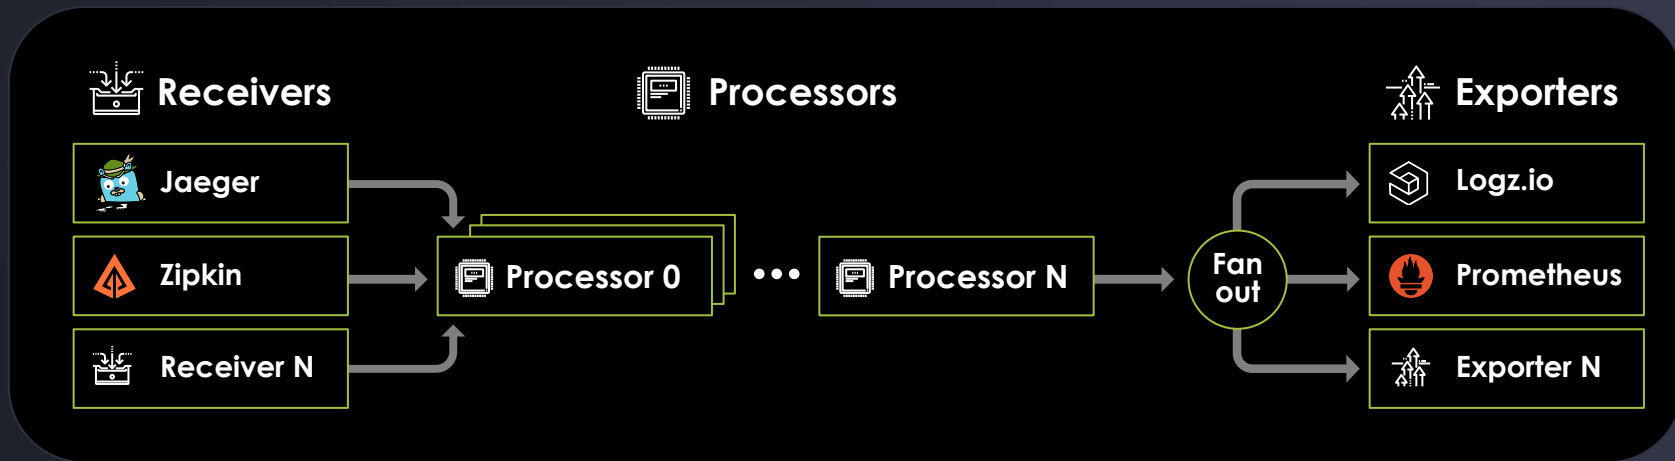 Receivers
Processors
Exporters
Jaeger
Zipkin
Receiver N
Processor 0
•••
Processor N
Fan
out
Logz.io
Prometheus
Exporter N